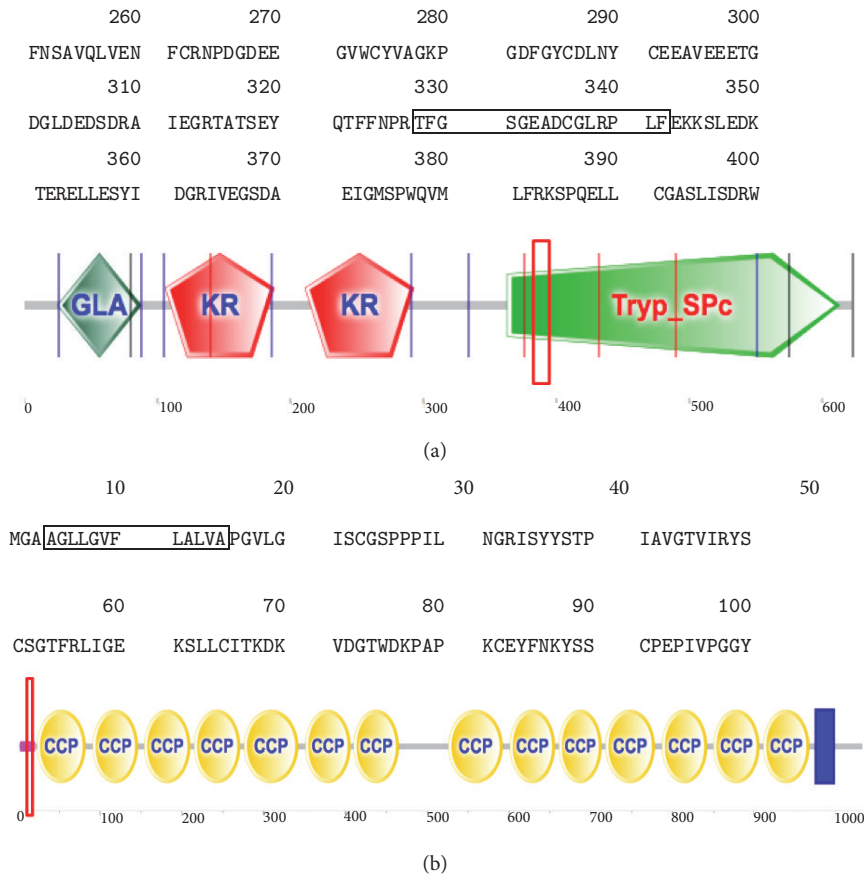 260 270 280 290 300
FNSAVQLVEN FCRNPDGDEE GVWCYVAGKP GDFGYCDLNY CEEAVEEETG
310 320 330 340 350
DGLDEDSDRA IEGRTATSEY QTFFNPRTFG SGEADCGLRP LFEKKSLEDK
360 370 380 390 400
TERELLESYI DGRIVEGSDA EIGMSPWQVM LFRKSPQELL CGASLISDRW
GLA KR KR Tryp_SPc
0 100 200 300 400 500 600
(a)
10 20 30 40 50
MGAAGLLGVF LALVAPGVLG ISCGSPPPIL NGRISYYSTP IAVGTVIRYS
60 70 80 90 100
CSGTFRLIGE KSLLCITKDK VDGTWDKPAP KCEYFNKYSS CPEPIVPGGY
CCP CCP CCP CCP CCP CCP CCP CCP CCP CCP CCP CCP CCP CCP
0 100 200 300 400 500 600 700 800 900 1000
(b)